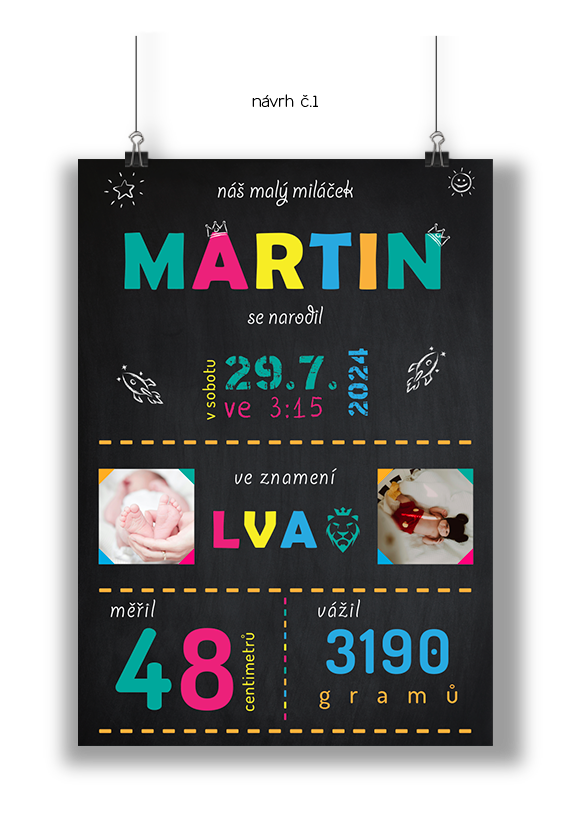 návrh č.1
náš malý miláček
MARTIN
se narodil
v sobotu
29.7.
2024
ve 3:15
ve znamení
LVA
měřil
48
centimetrů
vážil
3190
gramů